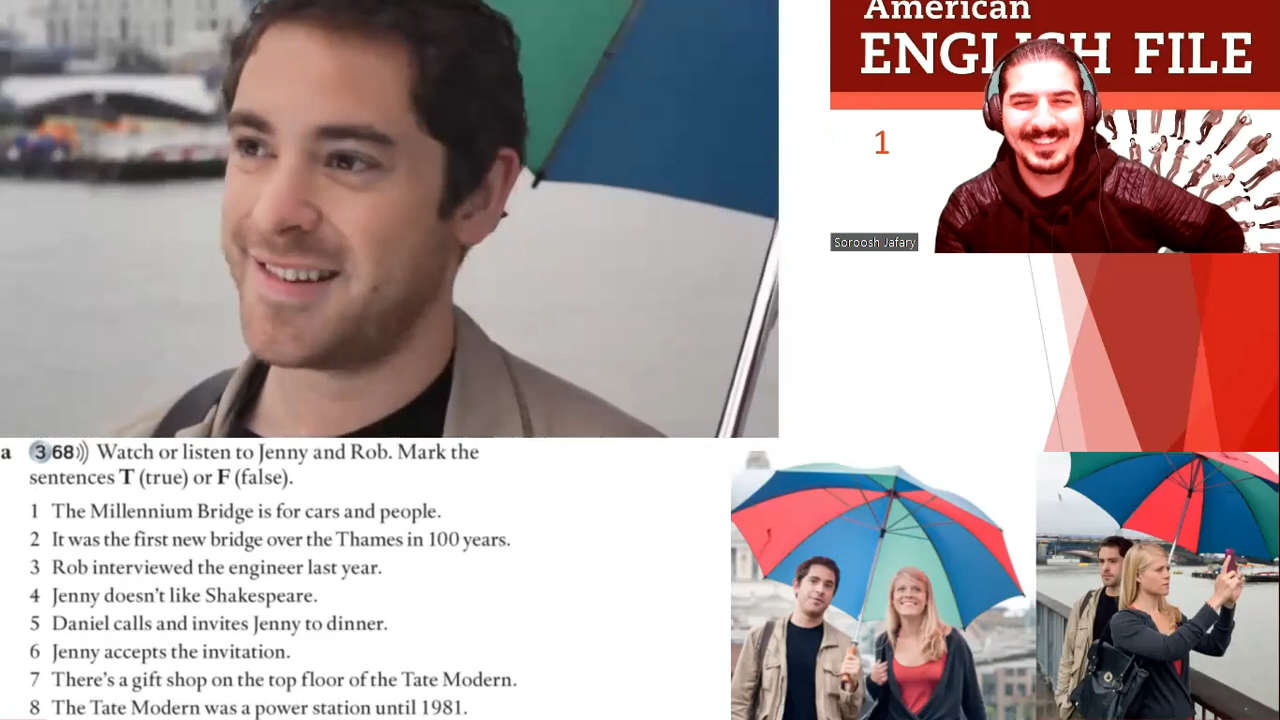 American
ENGLISH FILE
1
Soroosh Jafary
a 3 68 Watch or listen to Jenny and Rob. Mark the
sentences T (true) or F (false).
1 The Millennium Bridge is for cars and people.
2 It was the first new bridge over the Thames in 100 years.
3 Rob interviewed the engineer last year.
4 Jenny doesn't like Shakespeare.
5 Daniel calls and invites Jenny to dinner.
6 Jenny accepts the invitation.
7 There's a gift shop on the top floor of the Tate Modern.
8 The Tate Modern was a power station until 1981.